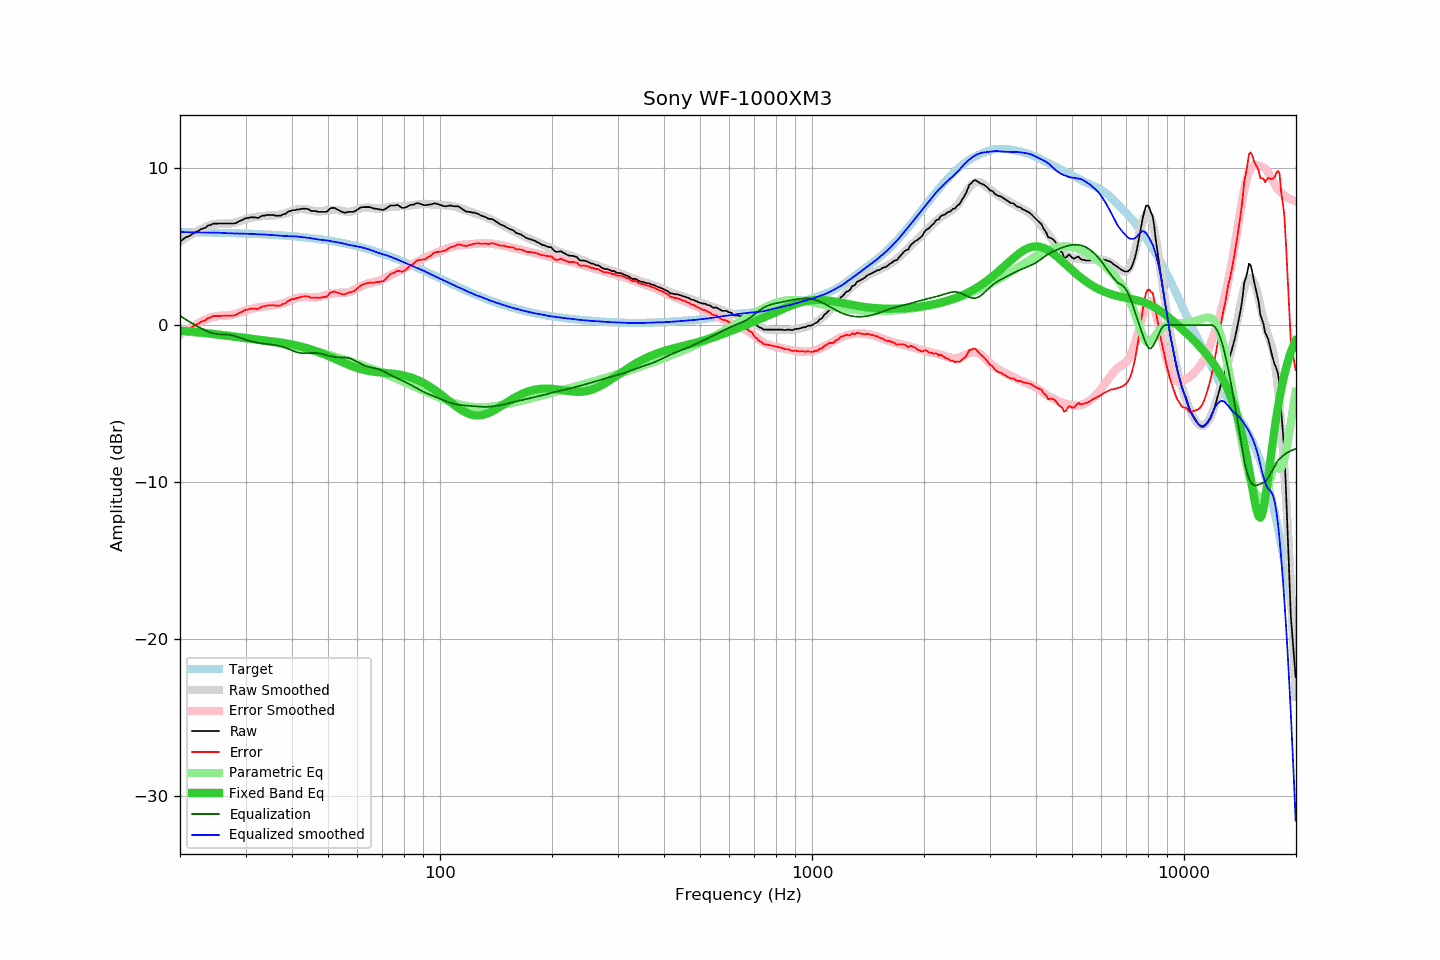 Sony WF-1000XM3
Amplitude (dBr)
10
0
−10
−20
−30
Target
Raw Smoothed
Error Smoothed
Raw
Error
Parametric Eq
Fixed Band Eq
Equalization
Equalized smoothed
100 1000 10000
Frequency (Hz)